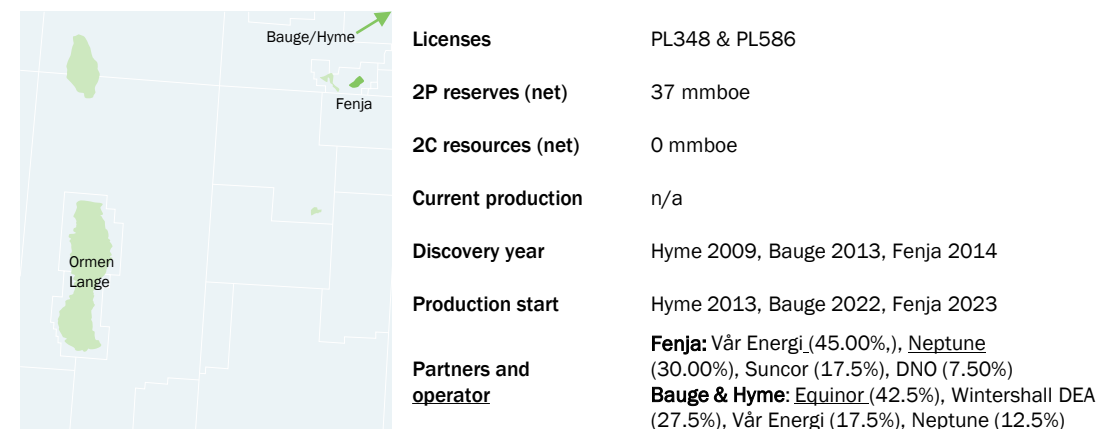 Bauge/Hyme
Fenja
Ormen
Lange
Licenses PL348 & PL586
2P reserves (net) 37 mmboe
2C resources (net) 0 mmboe
Current production n/a
Discovery year Hyme 2009, Bauge 2013, Fenja 2014
Production start Hyme 2013, Bauge 2022, Fenja 2023
Partners and
operator
Fenja: Vår Energi (45.00%,), Neptune
(30.00%), Suncor (17.5%), DNO (7.50%)
Bauge & Hyme: Equinor (42.5%), Wintershall DEA
(27.5%), Vår Energi (17.5%), Neptune (12.5%)